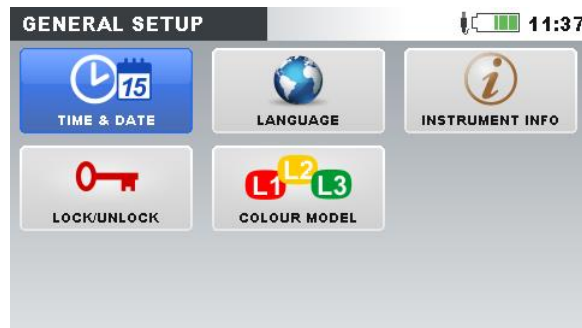 GENERAL SETUP 11:37
15
TIME & DATE LANGUAGE INSTRUMENT INFO
i
L1 L2 L3
LOCK/UNLOCK COLOUR MODEL